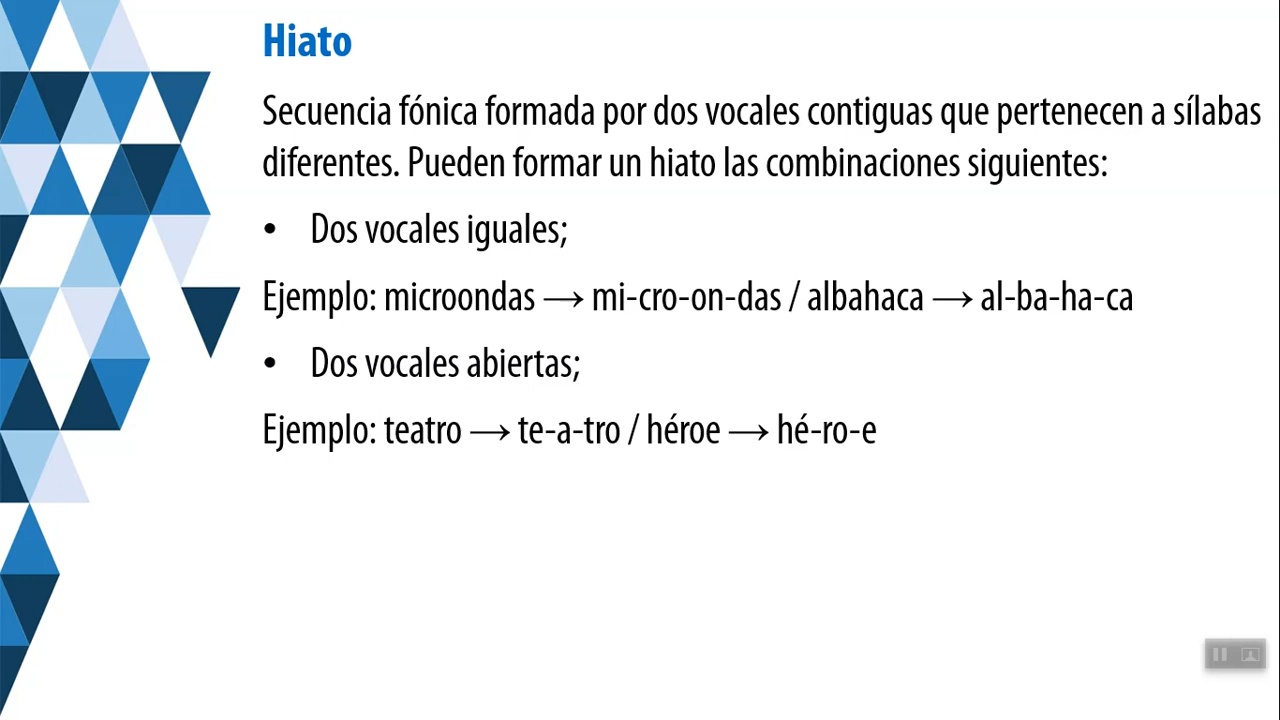 Hiato
Secuencia fónica formada por dos vocales contiguas que pertenecen a sílabas
diferentes. Pueden formar un hiato las combinaciones siguientes:
• Dos vocales iguales;
Ejemplo: microondas → mi-cro-on-das / albahaca → al-ba-ha-ca
• Dos vocales abiertas;
Ejemplo: teatro → te-a-tro / héroe → hé-ro-e